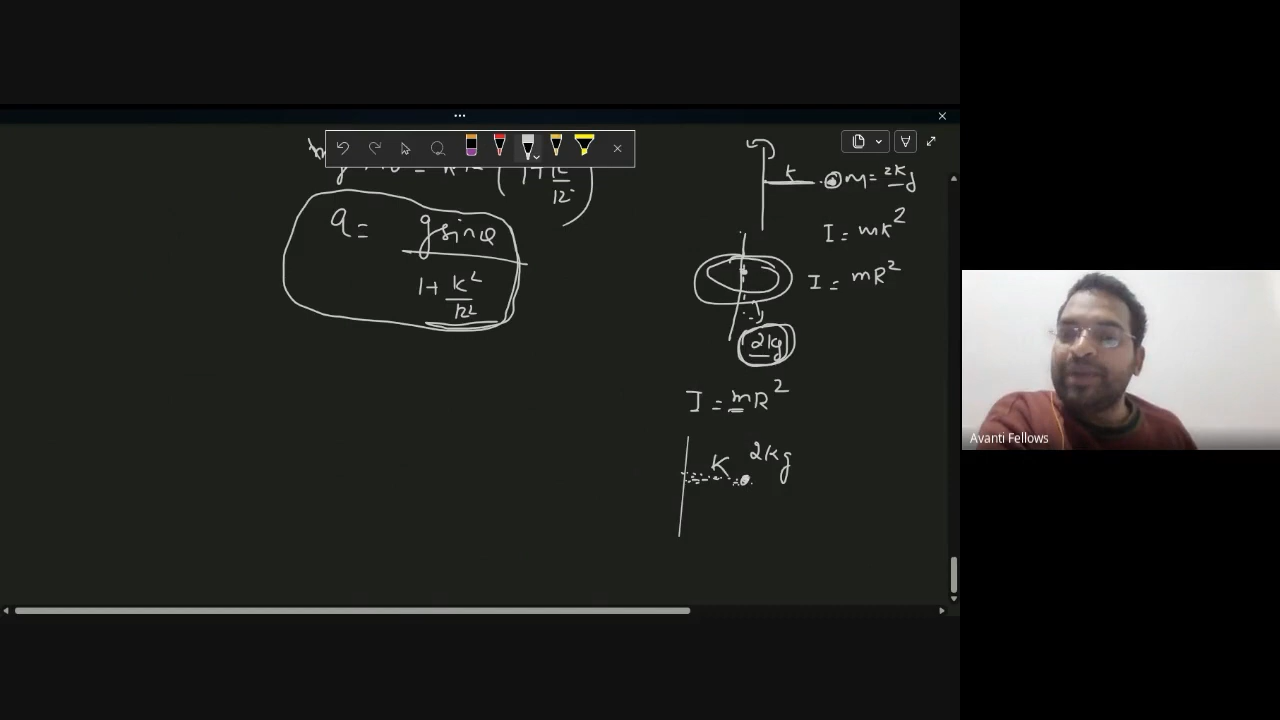 a = g sinθ / (1 + K²/R²)
K
m = 2kg
I = mK²
I = mR²
2kg
I = mR²
K 2kg
Avanti Fellows